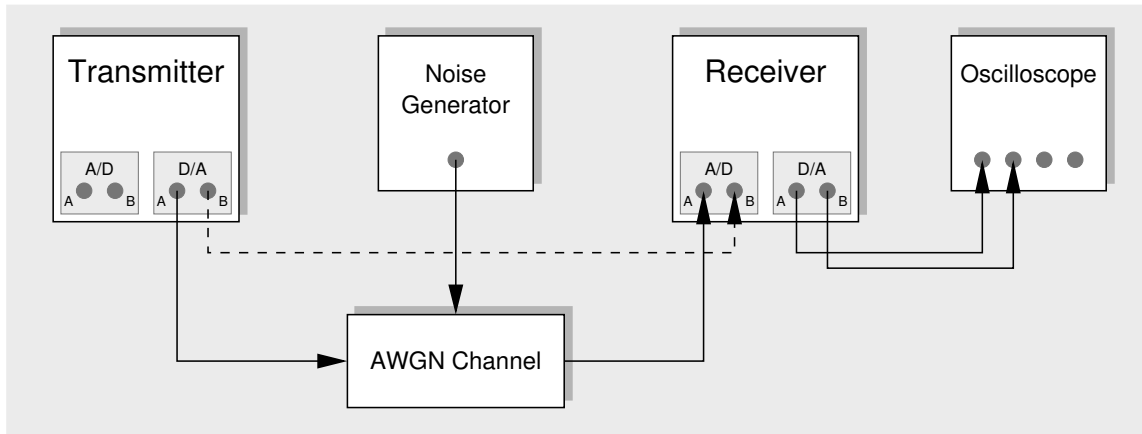 Transmitter
A/D
A B
D/A
A B
Noise
Generator
Receiver
A/D
A B
D/A
A B
Oscilloscope
AWGN Channel